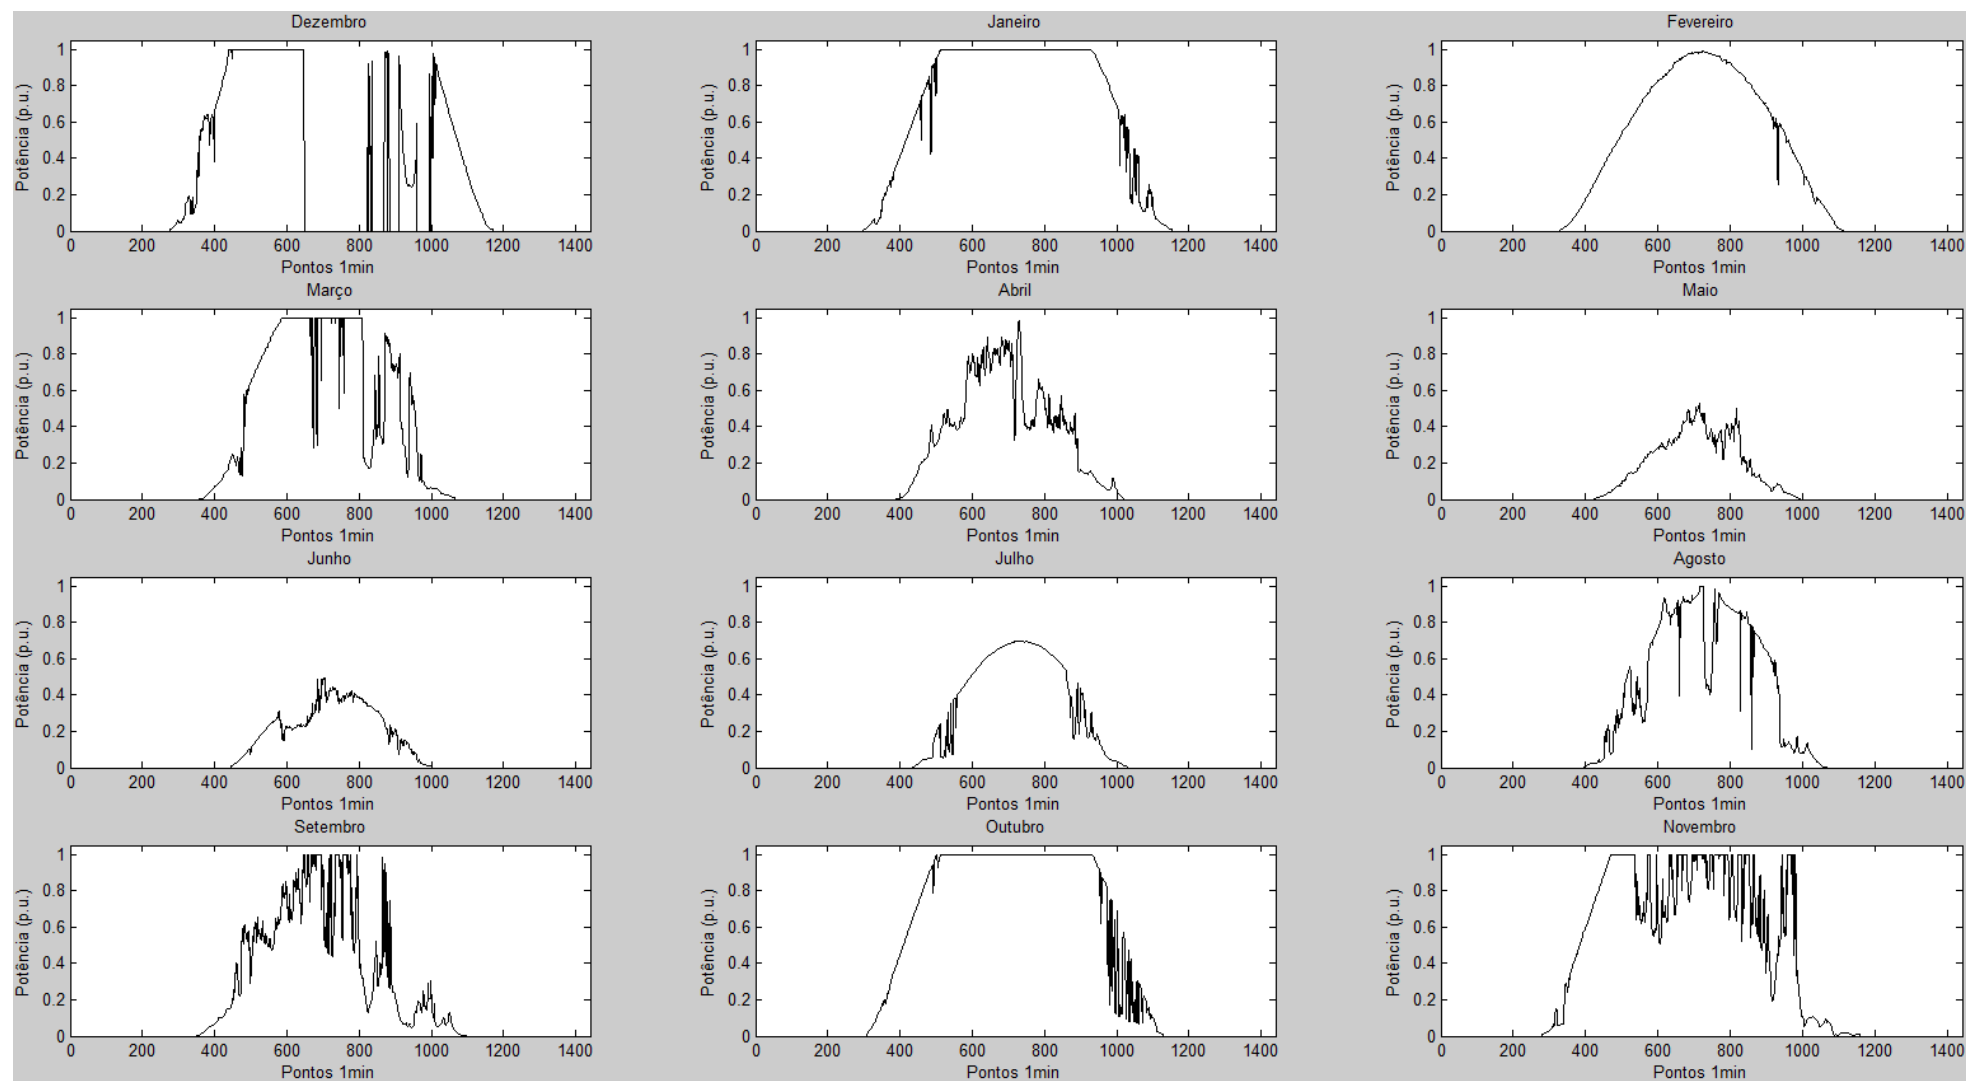 Dezembro Janeiro Fevereiro
1 1 1
0.8 0.8 0.8
0.6 0.6 0.6
0.4 0.4 0.4
0.2 0.2 0.2
0 0 0
Potência (p.u.) Potência (p.u.) Potência (p.u.)
0 200 400 600 800 1000 1200 1400 0 200 400 600 800 1000 1200 1400 0 200 400 600 800 1000 1200 1400
Pontos 1min Pontos 1min Pontos 1min
Março Abril Maio
1 1 1
0.8 0.8 0.8
0.6 0.6 0.6
0.4 0.4 0.4
0.2 0.2 0.2
0 0 0
Potência (p.u.) Potência (p.u.) Potência (p.u.)
0 200 400 600 800 1000 1200 1400 0 200 400 600 800 1000 1200 1400 0 200 400 600 800 1000 1200 1400
Pontos 1min Pontos 1min Pontos 1min
Junho Julho Agosto
1 1 1
0.8 0.8 0.8
0.6 0.6 0.6
0.4 0.4 0.4
0.2 0.2 0.2
0 0 0
Potência (p.u.) Potência (p.u.) Potência (p.u.)
0 200 400 600 800 1000 1200 1400 0 200 400 600 800 1000 1200 1400 0 200 400 600 800 1000 1200 1400
Pontos 1min Pontos 1min Pontos 1min
Setembro Outubro Novembro
1 1 1
0.8 0.8 0.8
0.6 0.6 0.6
0.4 0.4 0.4
0.2 0.2 0.2
0 0 0
Potência (p.u.) Potência (p.u.) Potência (p.u.)
0 200 400 600 800 1000 1200 1400 0 200 400 600 800 1000 1200 1400 0 200 400 600 800 1000 1200 1400
Pontos 1min Pontos 1min Pontos 1min